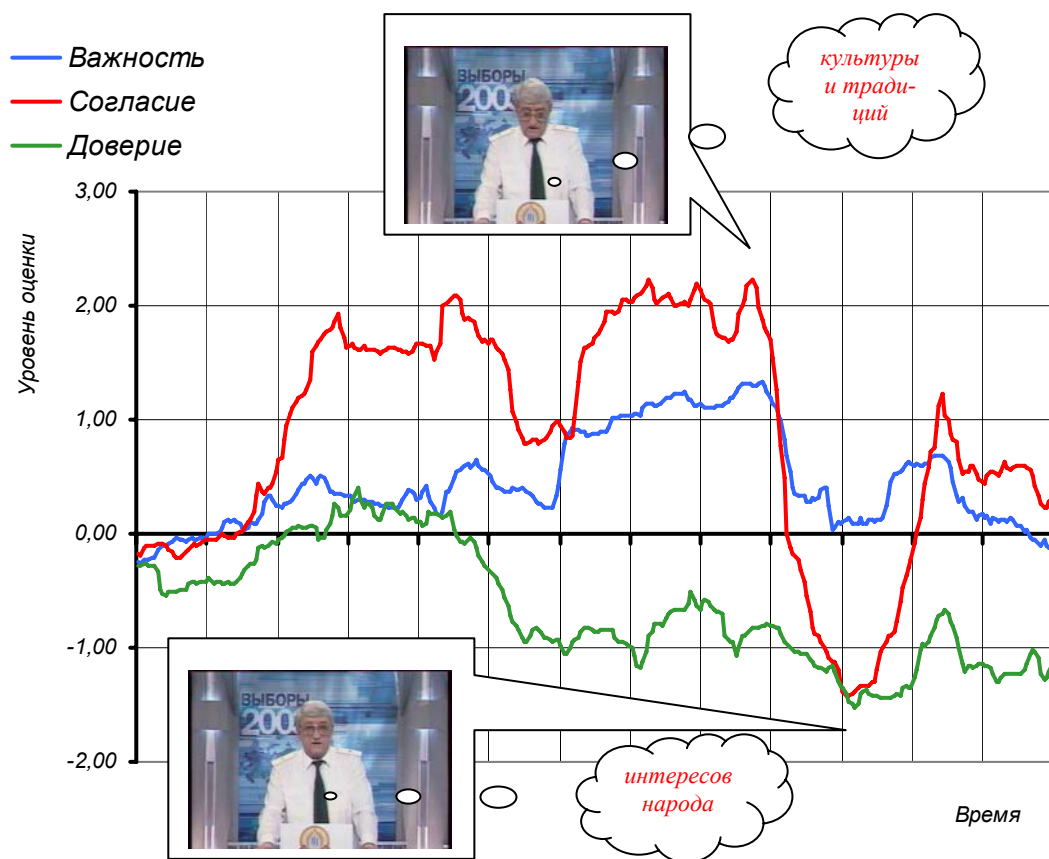 Важность
Согласие
Доверие
ВЫБОРЫ
200
культуры
и тради-
ций
Уровень оценки
3,00
2,00
1,00
0,00
-1,00
-2,00
ВЫБОРЫ
200
интересов
народа
Время